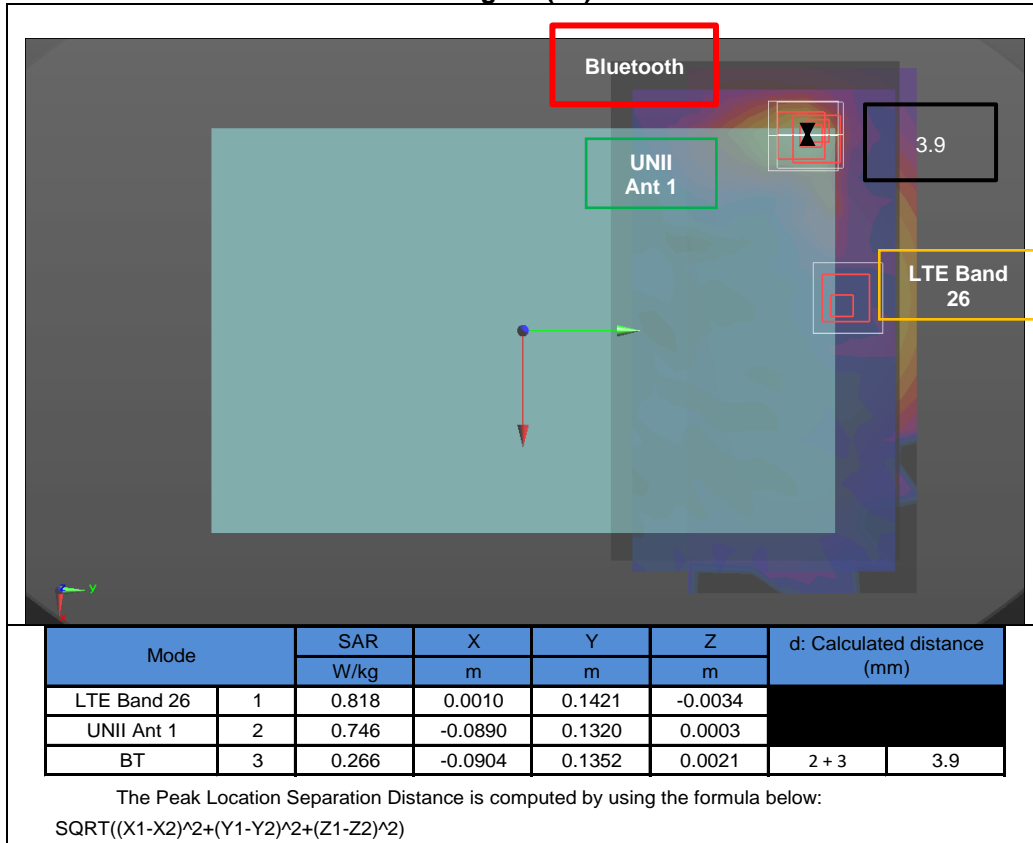 Bluetooth
UNII
Ant 1
3.9
LTE Band
26
y
Mode SAR X Y Z d: Calculated distance (mm)
W/kg m m m
LTE Band 26 1 0.818 0.0010 0.1421 -0.0034
UNII Ant 1 2 0.746 -0.0890 0.1320 0.0003
BT 3 0.266 -0.0904 0.1352 0.0021 2 + 3 3.9
The Peak Location Separation Distance is computed by using the formula below:
SQRT((X1-X2)^2+(Y1-Y2)^2+(Z1-Z2)^2)